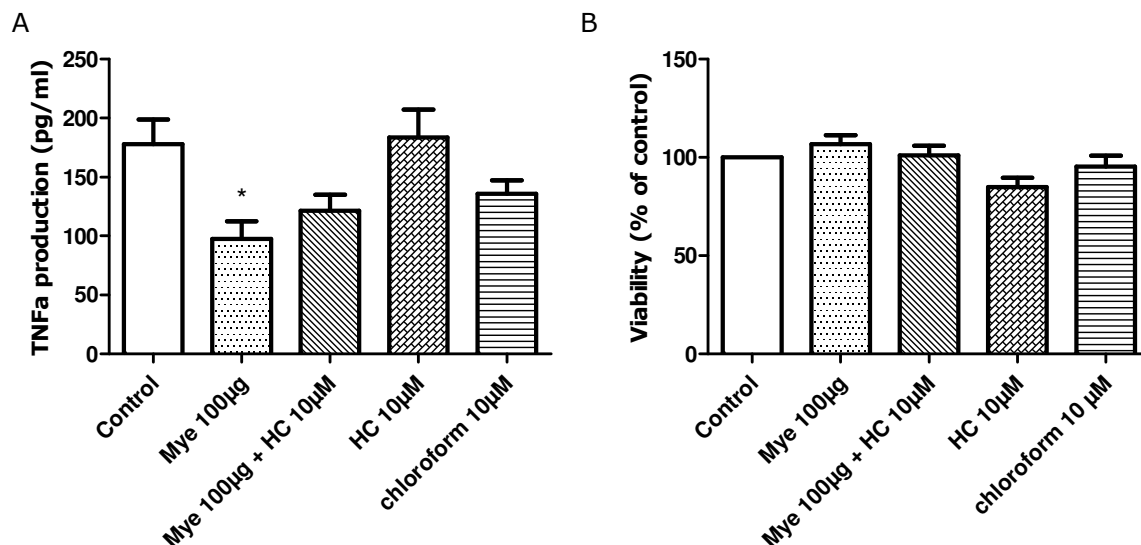 A
TNFa production (pg/ml)
250
200
150
100
50
0
*
Control
Mye 100µg
Mye 100µg + HC 10µM
HC 10µM
chloroform 10µM
B
Viability (% of control)
150
100
50
0
Control
Mye 100µg
Mye 100µg + HC 10µM
HC 10µM
chloroform 10 µM